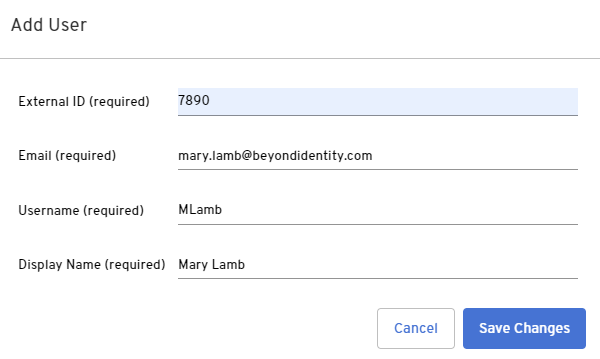 Add User
External ID (required) 7890
Email (required) mary.lamb@beyondidentity.com
Username (required) MLamb
Display Name (required) Mary Lamb
Cancel Save Changes